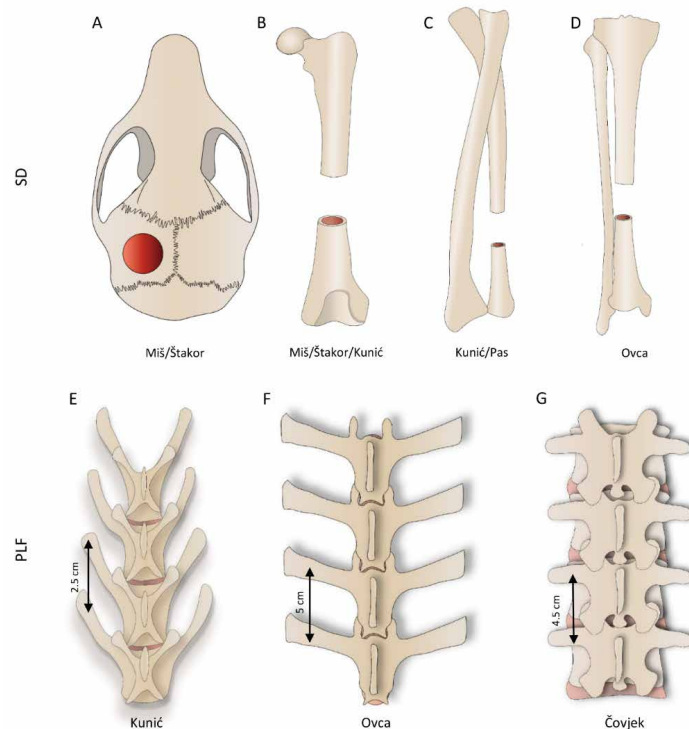 A
B
C
D
SD
Miš/Štakor
Miš/Štakor/Kunić
Kunić/Pas
Ovca
E
F
G
PLF
2.5 cm
5 cm
4.5 cm
Kunić
Ovca
Čovjek